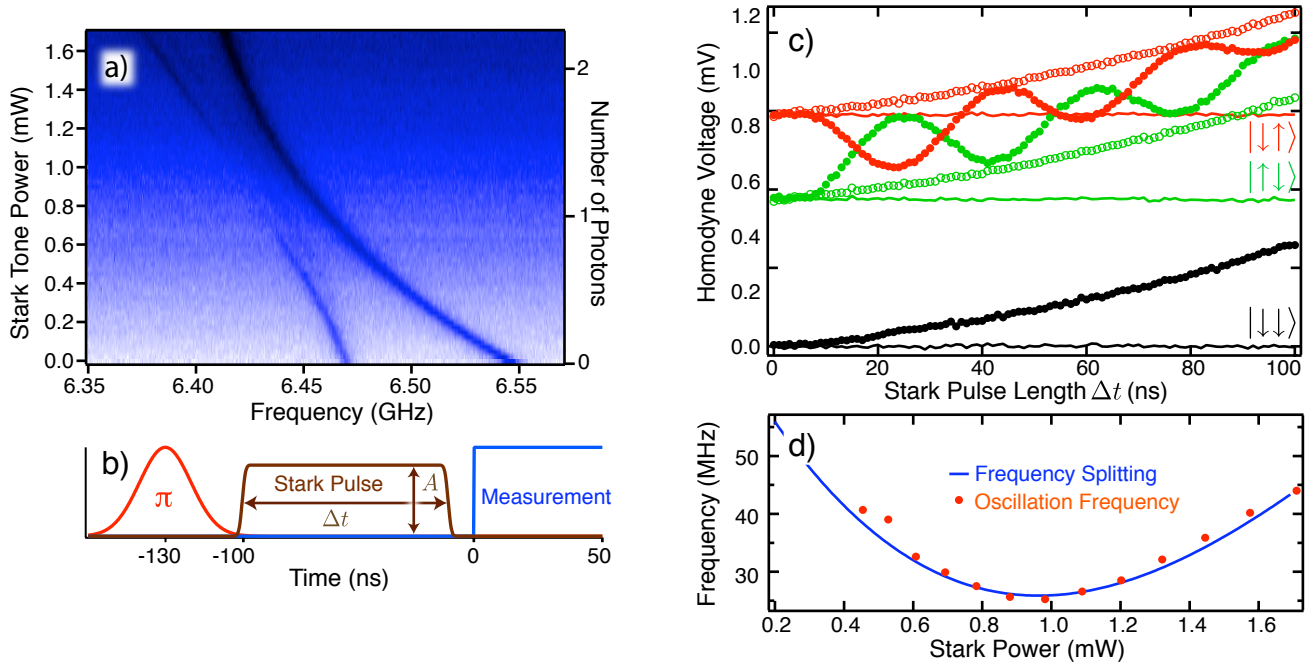 a)
Stark Tone Power (mW)
1.6
1.4
1.2
1.0
0.8
0.6
0.4
0.2
0.0
6.35
6.40
6.45
6.50
6.55
Frequency (GHz)
2
1
0
Number of Photons
b)
π
Stark Pulse
Δt
A
Measurement
-130
-100
0
50
Time (ns)
c)
Homodyne Voltage (mV)
1.2
1.0
0.8
0.6
0.4
0.2
0.0
|↓↑⟩
|↑↓⟩
|↓↓⟩
20
40
60
80
100
Stark Pulse Length Δt (ns)
d)
Frequency (MHz)
50
40
30
Frequency Splitting
Oscillation Frequency
0.2
0.4
0.6
0.8
1.0
1.2
1.4
1.6
Stark Power (mW)